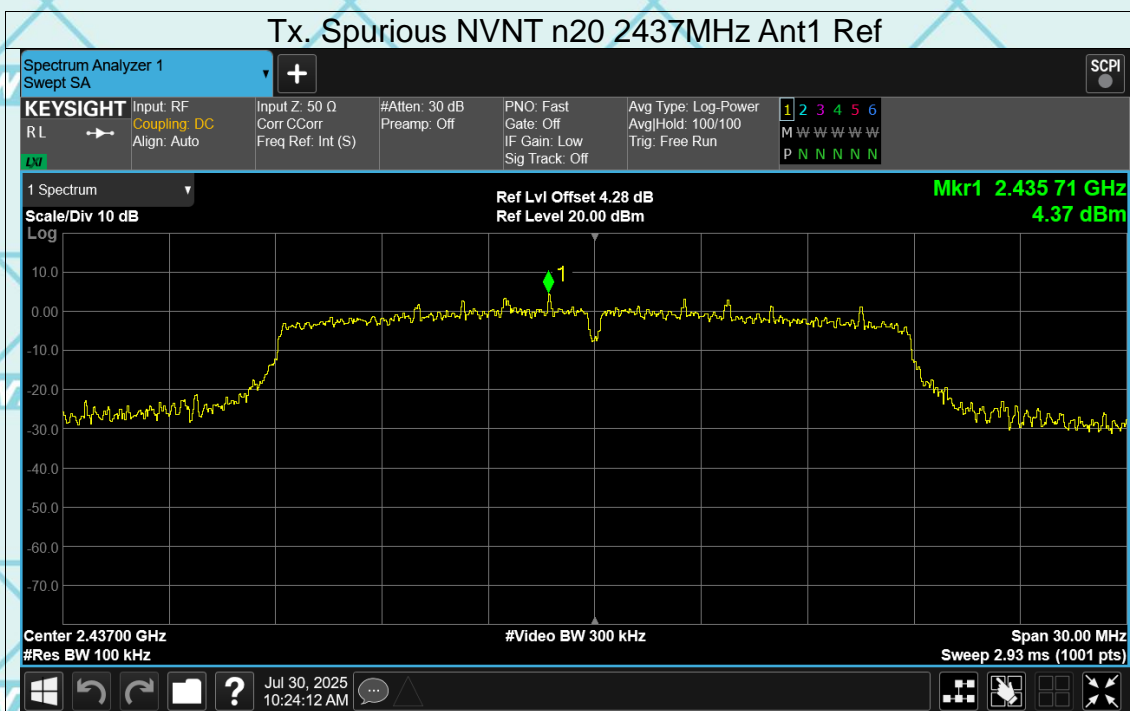 Tx. Spurious NVNT n20 2437MHz Ant1 Ref
Spectrum Analyzer 1
Swept SA
SCPI
KEYSIGHT
R L
LXI
Input: RF
Coupling: DC
Align: Auto
Input Z: 50 Ω
Corr CCorr
Freq Ref: Int (S)
#Atten: 30 dB
Preamp: Off
PNO: Fast
Gate: Off
IF Gain: Low
Sig Track: Off
Avg Type: Log-Power
Avg|Hold: 100/100
Trig: Free Run
1 2 3 4 5 6
M W W W W W
P N N N N N
1 Spectrum
Scale/Div 10 dB
Ref Lvl Offset 4.28 dB
Ref Level 20.00 dBm
Mkr1 2.435 71 GHz
4.37 dBm
Log
10.0
0.00
-10.0
-20.0
-30.0
-40.0
-50.0
-60.0
-70.0
1
Center 2.43700 GHz
#Res BW 100 kHz
#Video BW 300 kHz
Span 30.00 MHz
Sweep 2.93 ms (1001 pts)
?
Jul 30, 2025
10:24:12 AM